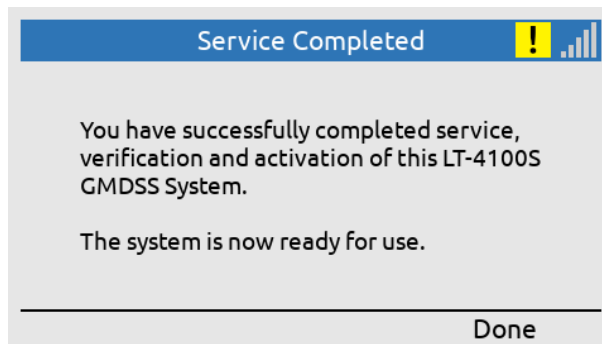 Service Completed !
You have successfully completed service,
verification and activation of this LT-4100S
GMDSS System.
The system is now ready for use.
Done